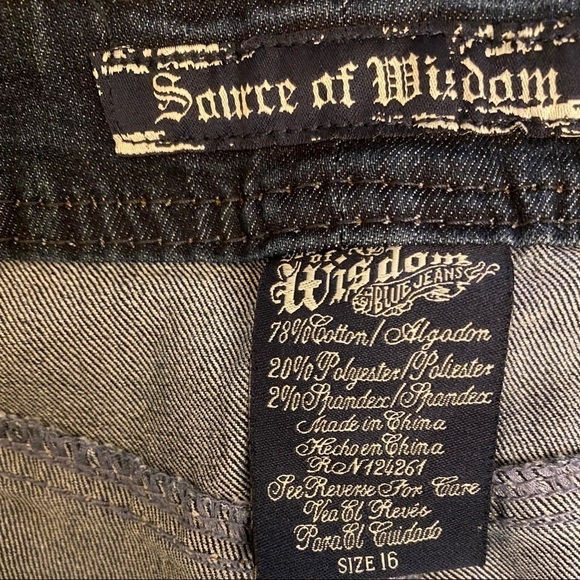 Source of Wisdom
of
Wisdom
BLUE JEANS
78% Cotton/Algodon
20% Polyester/Poliester
2% Spandex/Spandex
Made in China
Hecho en China
RN 124261
See Reverse For Care
Vea El Revés
Para El Cuidado
SIZE 16